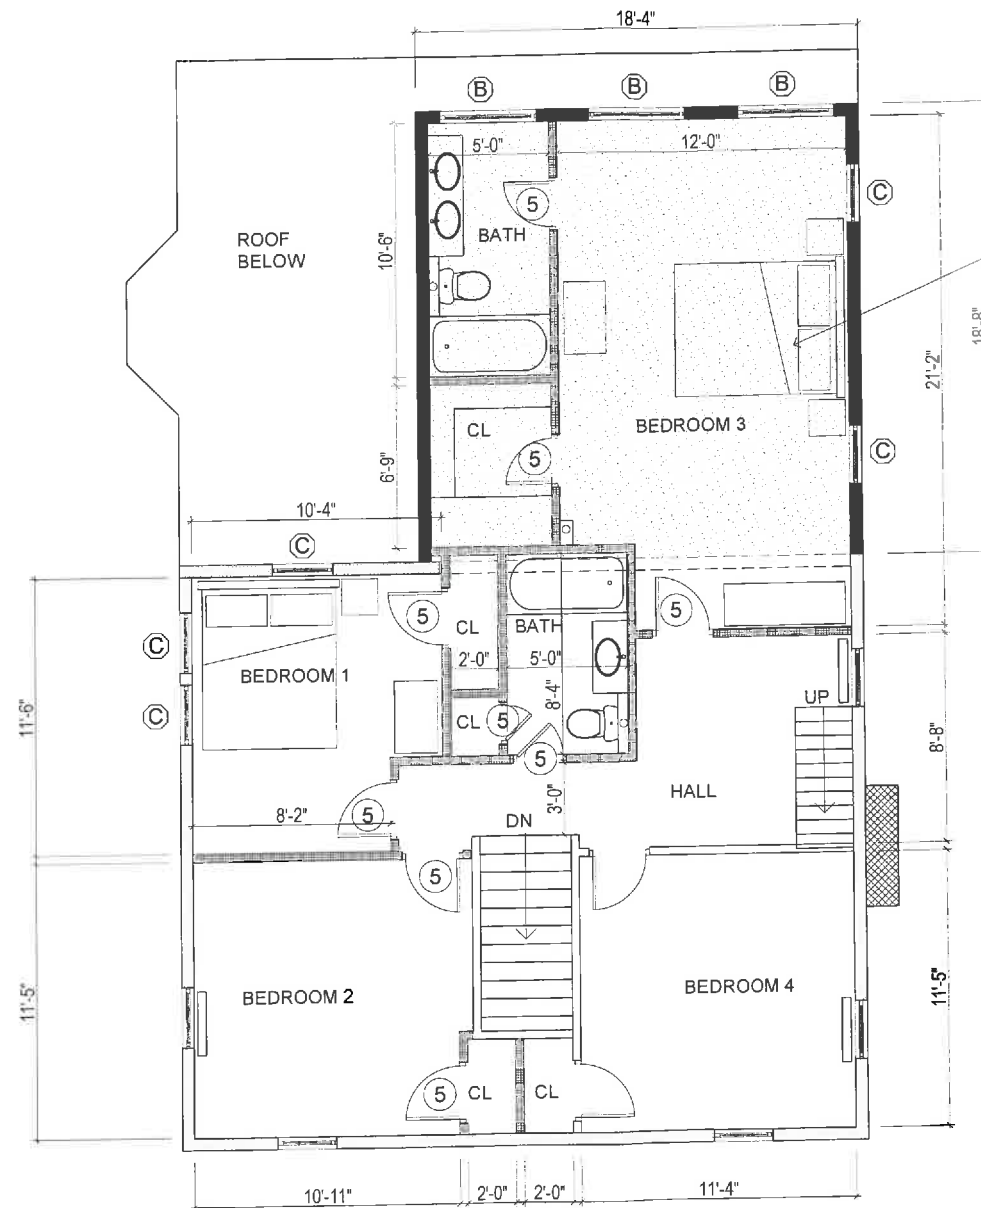 18'-4"
B
B
B
5'-0"
12'-0"
C
5
BATH
ROOF
BELOW
10'-6"
18'-8"
21'-2"
BEDROOM 3
CL
5
C
6'-9"
10'-4"
C
5
CL
BATH
5
C
2'-0"
5'-0"
BEDROOM 1
8'-4"
UP
C
CL
5
11'-6"
8'-8"
5
HALL
3'-0"
8'-2"
5
DN
5
BEDROOM 2
BEDROOM 4
11'-5"
11'-5"
5
CL
CL
10'-11"
2'-0"
2'-0"
11'-4"